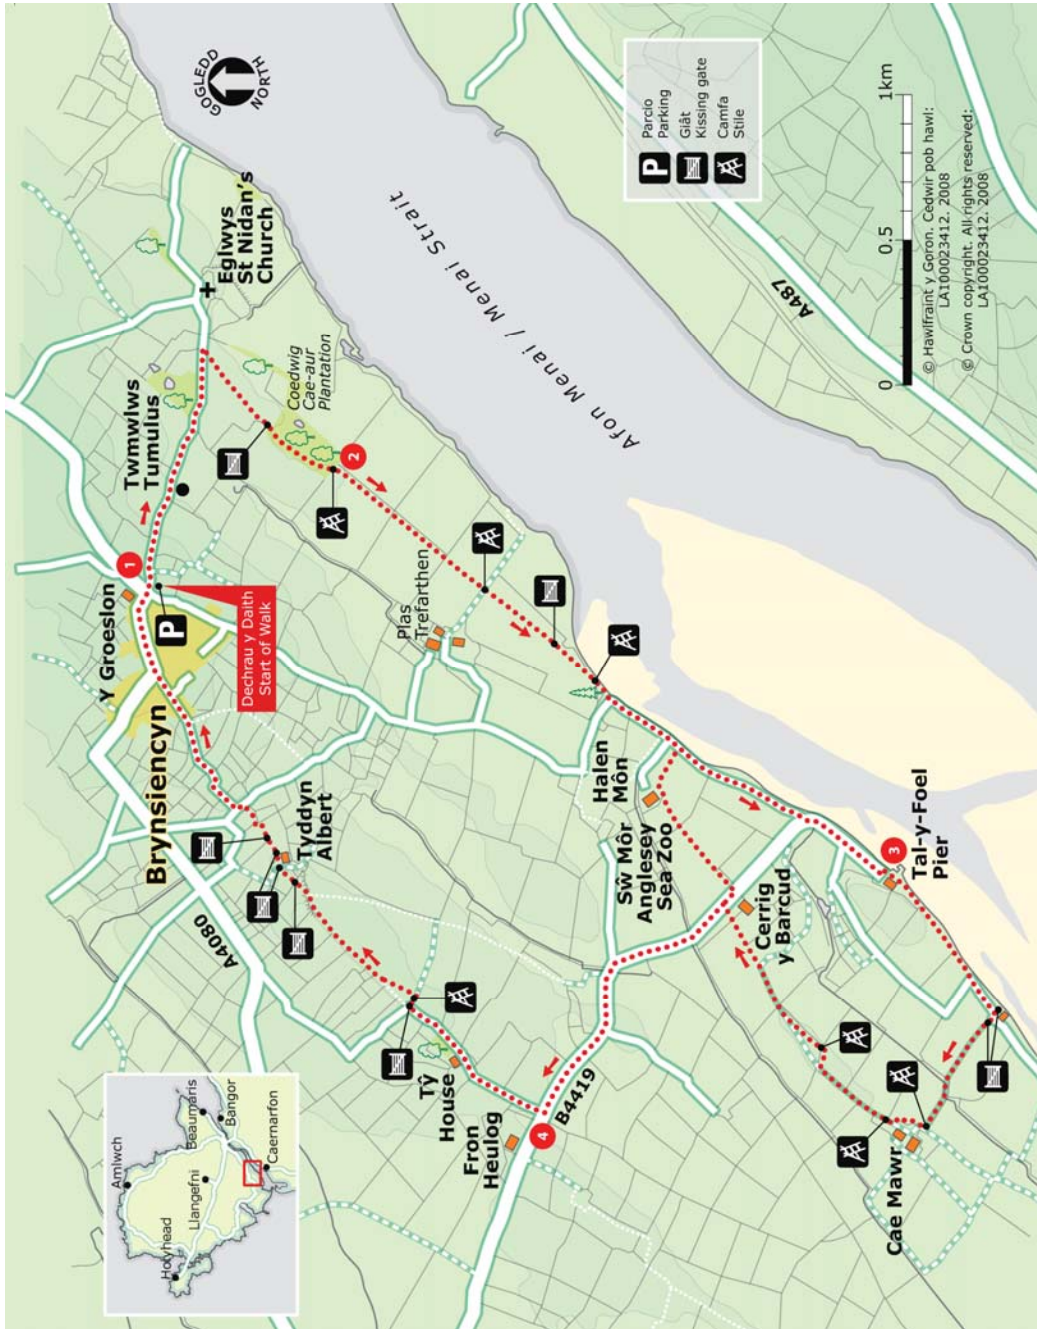 GOGLEDD
NORTH
Amlwch
Holyhead
Llangefni
Beaumaris
Bangor
Caernarfon
Brynsiencyn
Y Groeslon
P
1
Dechrau y Daith
Start of Walk
Twmwlws
Tumulus
Eglwys
St Nidan's
Church
Coedwig
Cae-aur
Plantation
2
Plas
Trefarthen
A4080
Tyddyn
Albert
Tŷ
House
Fron
Heulog
4
B4419
Halen
Môn
Sŵ Môr
Anglesey
Sea Zoo
Cerrig
y Barcud
Cae Mawr
3
Tal-y-Foel
Pier
Afon Menai / Menai Strait
A487
P
Parcio
Parking
Giât
Kissing gate
Camfa
Stile
0
0.5
1km
© Hawlfraint y Goron. Cedwir pob hawl:
LA100023412. 2008
© Crown copyright. All rights reserved:
LA100023412. 2008